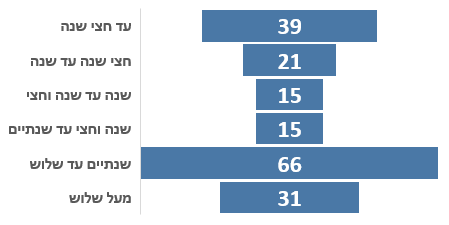 עד חצי שנה 39
חצי שנה עד שנה 21
שנה עד שנה וחצי 15
שנה וחצי עד שנתיים 15
שנתיים עד שלוש 66
מעל שלוש 31